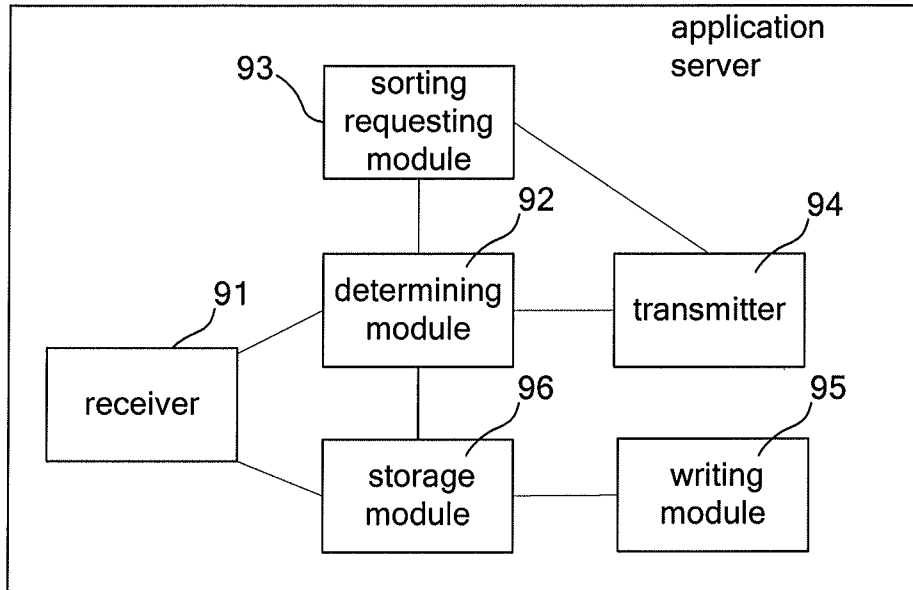 application
server
93
sorting
requesting
module
92
determining
module
94
transmitter
91
receiver
96
storage
module
95
writing
module